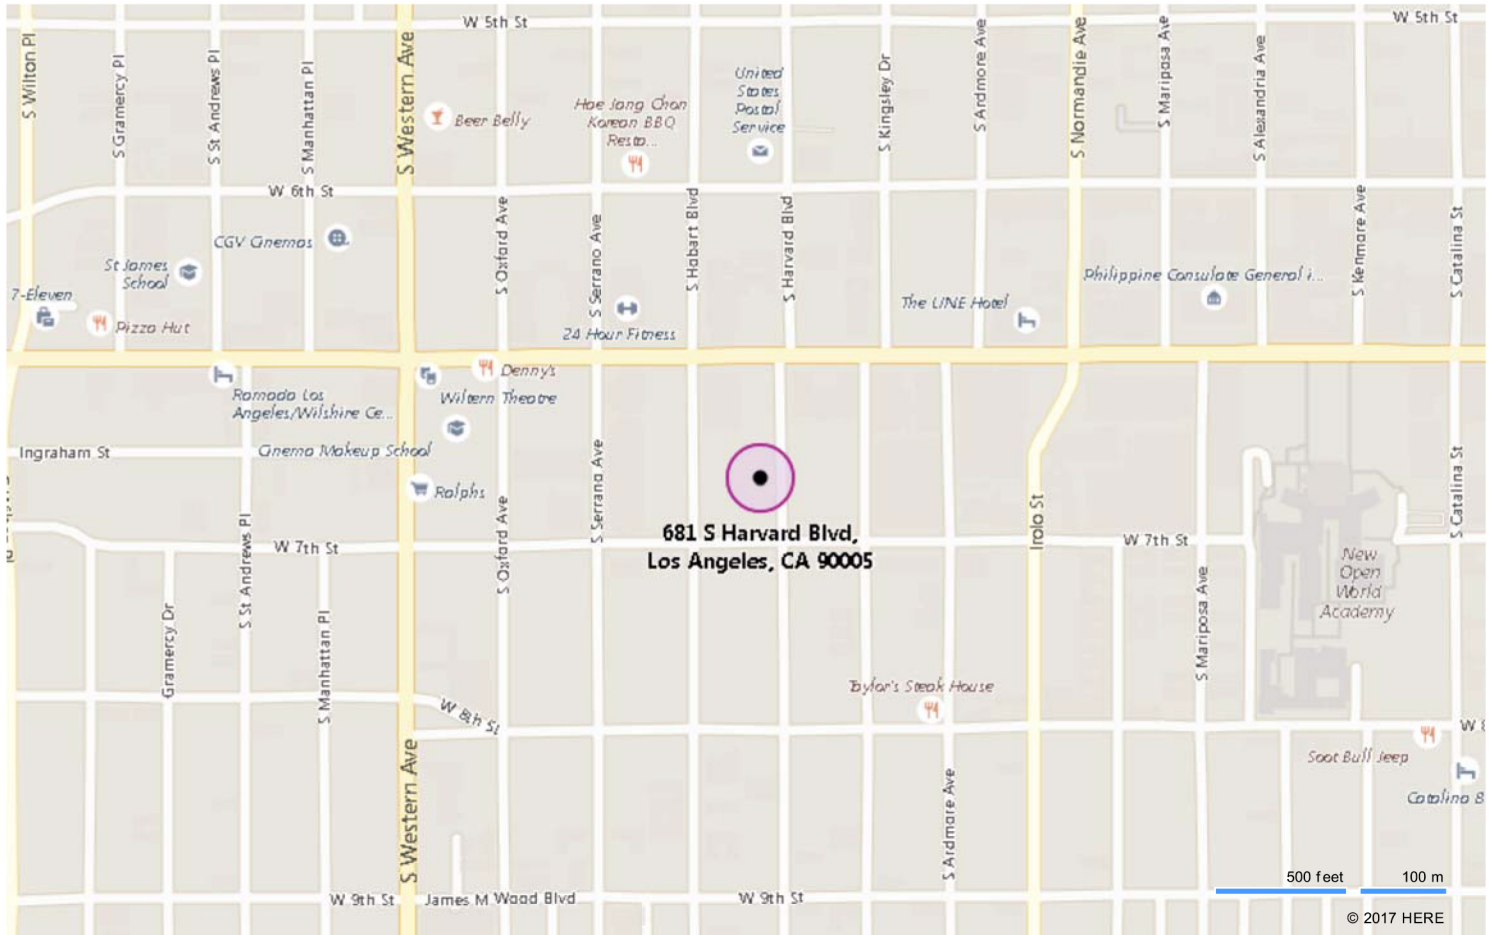 W 5th St
W 5th St
S Wilton Pl
S Gramercy Pl
S St Andrews Pl
S Manhattan Pl
S Western Ave
Beer Belly
Hae Jang Chon
Korean BBQ
Resta...
United
States
Postal
Service
S Kingsley Dr
S Ardmore Ave
S Normandie Ave
S Mariposa Ave
S Alexandria Ave
W 6th St
CGV Cinemas
St James
School
7-Eleven
Pizza Hut
S Oxford Ave
S Serrano Ave
S Hobart Blvd
S Harvard Blvd
24 Hour Fitness
The LINE Hotel
Philippine Consulate General i...
S Kenmore Ave
S Catalina St
Ramada Los
Angeles/Wilshire Ce...
Denny's
Wiltern Theatre
Ingraham St
Cinema Makeup School
Ralphs
S Serrano Ave
S Oxford Ave
681 S Harvard Blvd,
Los Angeles, CA 90005
Irolo St
S Catalina St
W 7th St
W 7th St
S St Andrews Pl
New
Open
World
Academy
S Mariposa Ave
Gramercy Dr
S Manhattan Pl
W 8th St
Taylor's Steak House
W 8
Soot Bull Jeep
Catalina B
S Western Ave
S Ardmore Ave
W 9th St
James M Wood Blvd
W 9th St
500 feet
100 m
© 2017 HERE